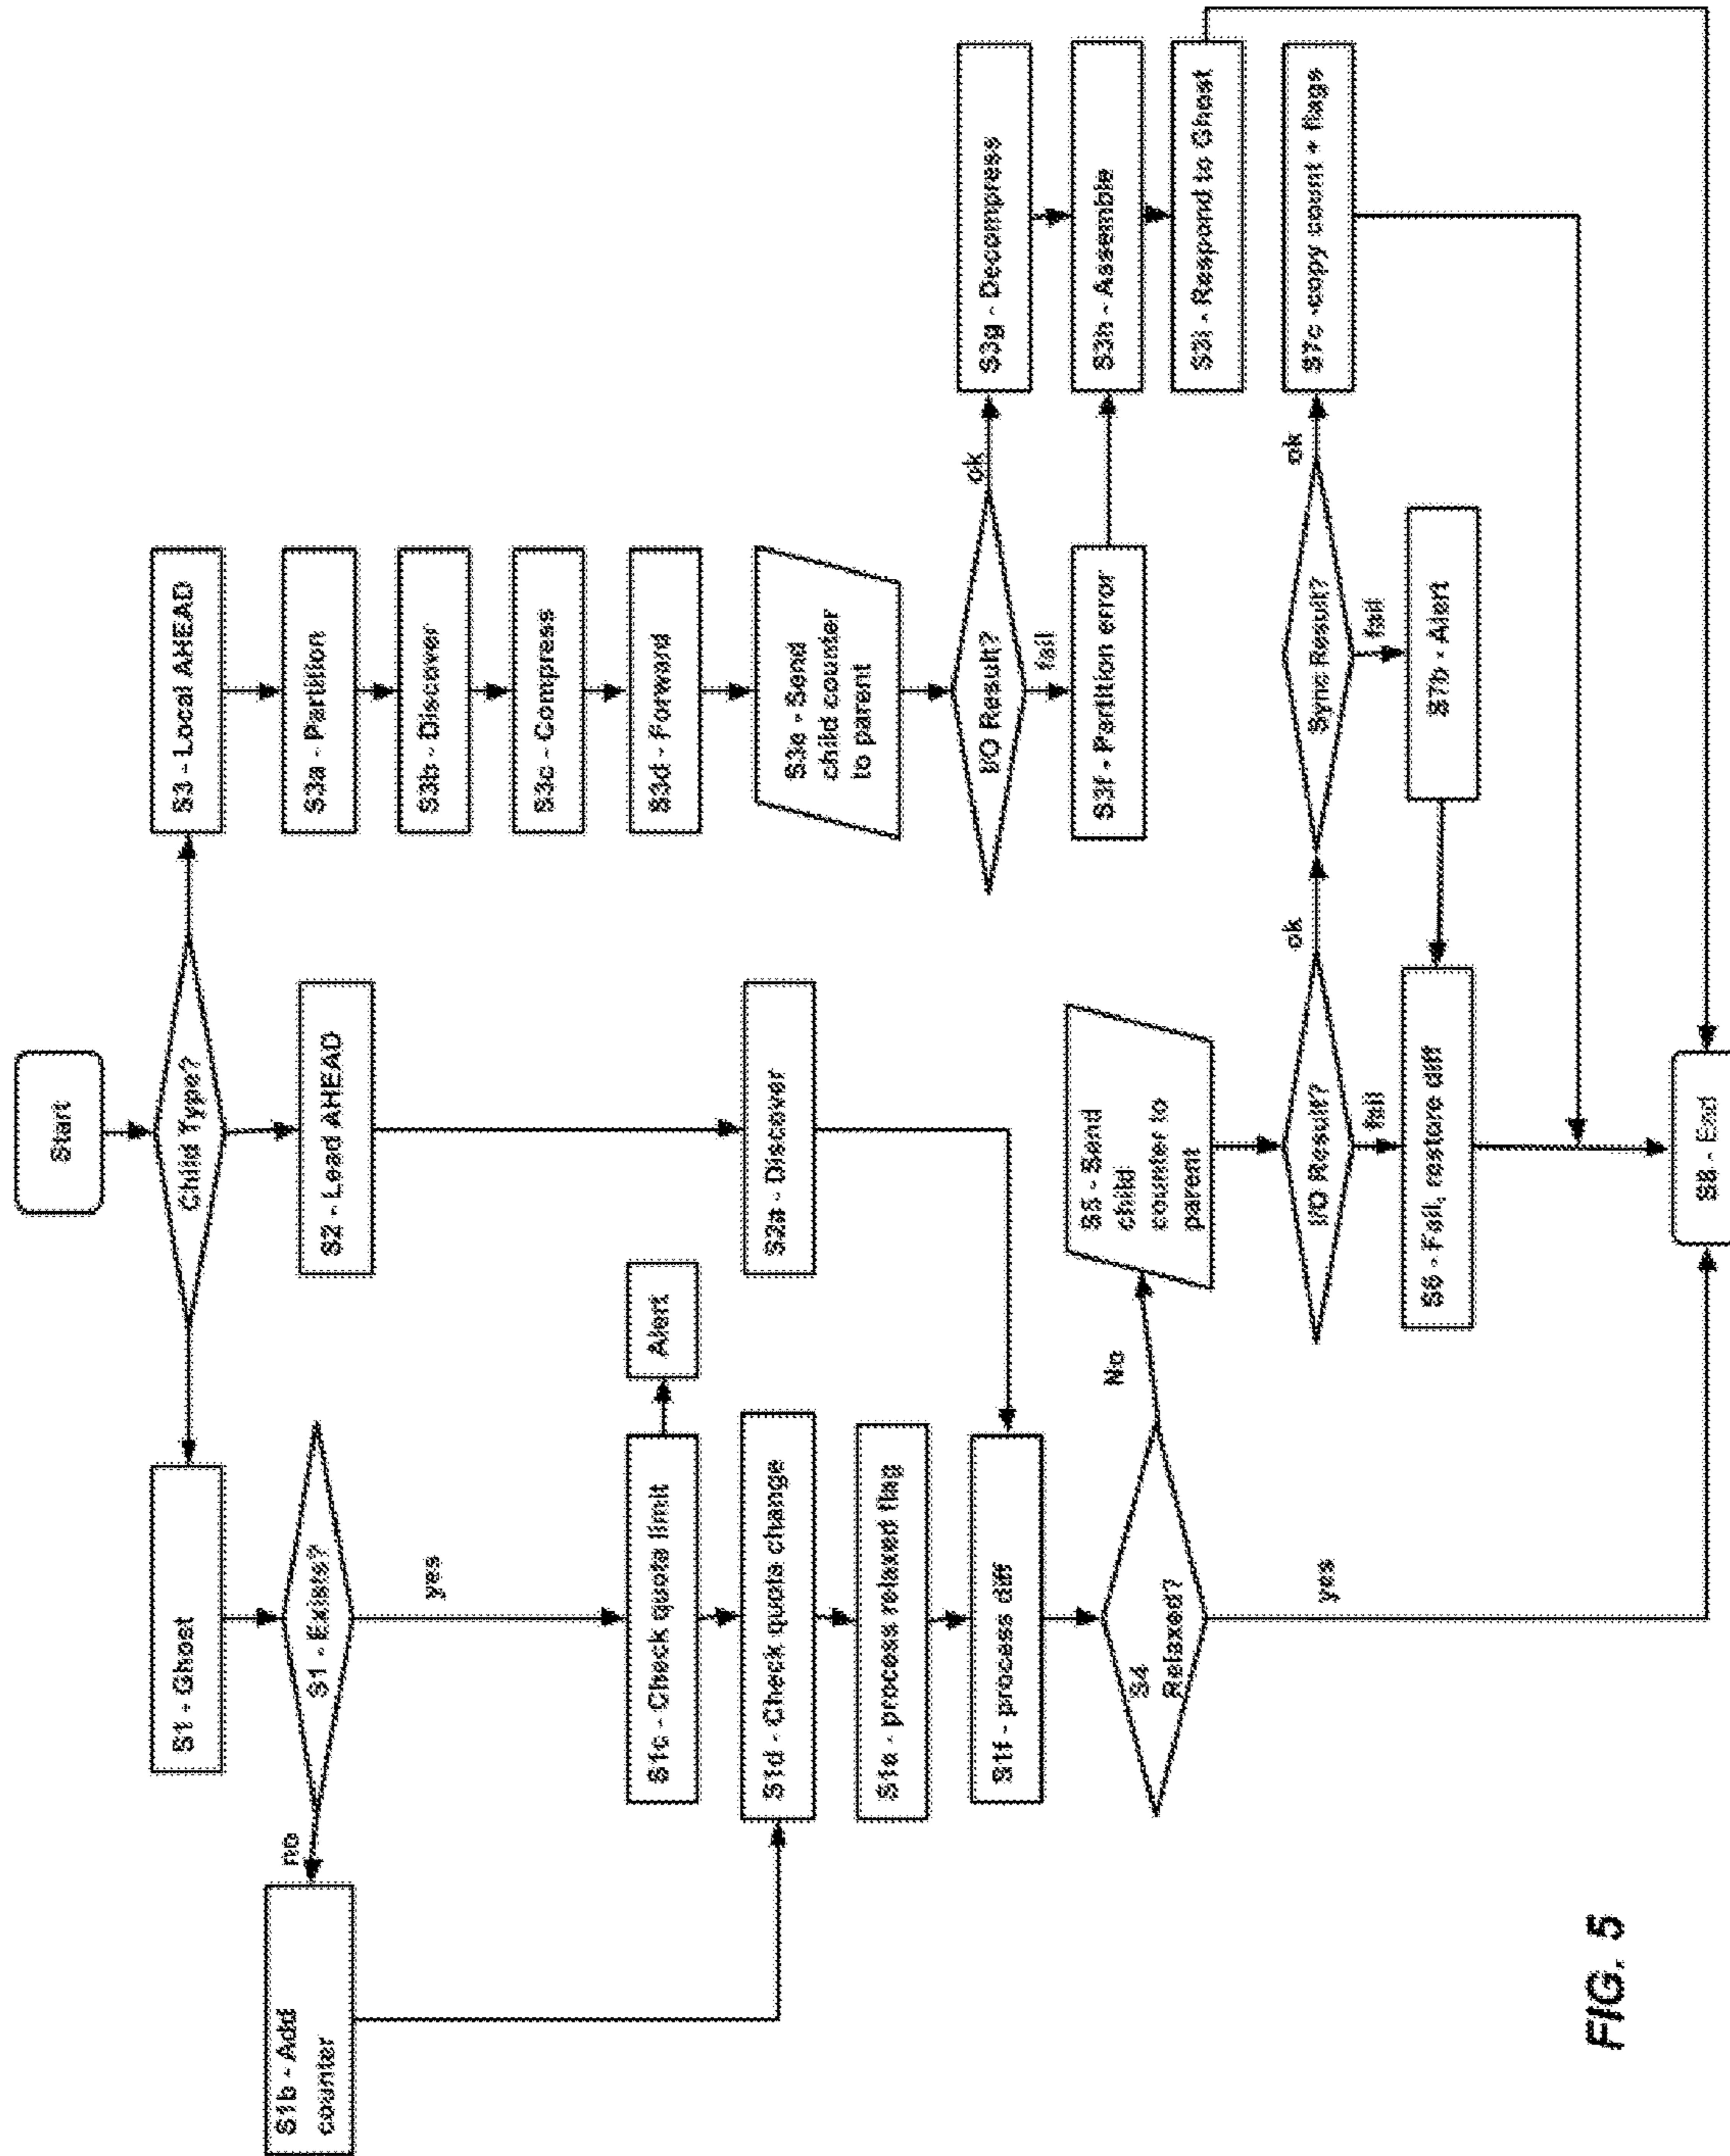 Start
Child Type?
S1 - Ghost
S2 - Lead AHEAD
S3 - Local AHEAD
S1 - Exists?
no
yes
S1b - Add
counter
S1c - Check quota limit
Alert
S1d - Check quota change
S1e - process relaxed flag
S1f - process diff
S2a - Discover
S3a - Partition
S3b - Discover
S3c - Compress
S3d - Forward
S3e - Send
child counter
to parent
I/O Result?
ok
fail
S3f - Partition error
S3g - Decompress
S3h - Assemble
S3i - Respond to Ghost
S4
Relaxed?
No
yes
S5 - Send
child
counter to
parent
I/O Result?
ok
fail
Sync Result?
ok
fail
S7c -copy count + flags
S7b - Alert
S6 - Fail, restore diff
S8 - End
FIG. 5